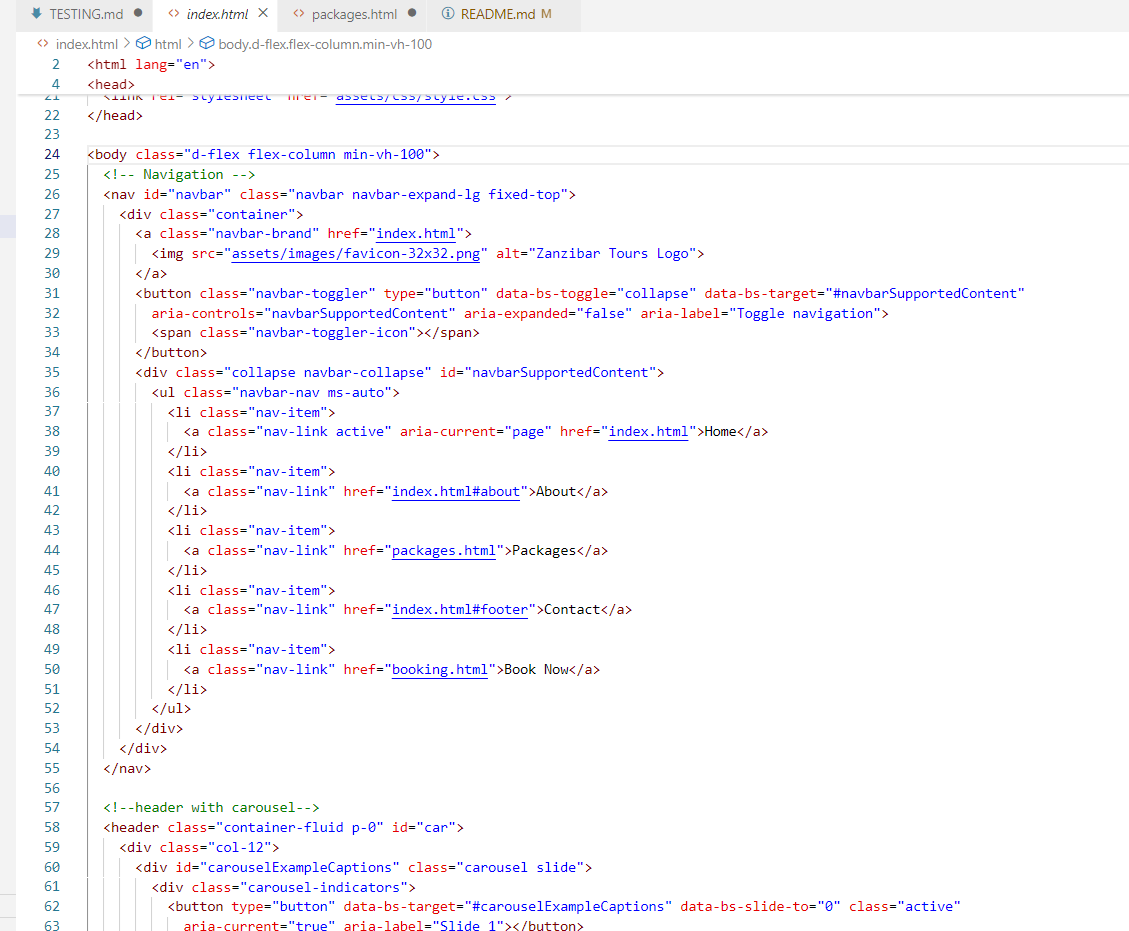 TESTING.md ● <> index.html × <> packages.html ● ⓘ README.md M
<> index.html > html > body.d-flex.flex-column.min-vh-100
2 <html lang="en">
4 <head>
21 <link rel="stylesheet" href="assets/css/style.css">
22 </head>
23
24 <body class="d-flex flex-column min-vh-100">
25 <!-- Navigation -->
26 <nav id="navbar" class="navbar navbar-expand-lg fixed-top">
27 <div class="container">
28 <a class="navbar-brand" href="index.html">
29 <img src="assets/images/favicon-32x32.png" alt="Zanzibar Tours Logo">
30 </a>
31 <button class="navbar-toggler" type="button" data-bs-toggle="collapse" data-bs-target="#navbarSupportedContent"
32 aria-controls="navbarSupportedContent" aria-expanded="false" aria-label="Toggle navigation">
33 <span class="navbar-toggler-icon"></span>
34 </button>
35 <div class="collapse navbar-collapse" id="navbarSupportedContent">
36 <ul class="navbar-nav ms-auto">
37 <li class="nav-item">
38 <a class="nav-link active" aria-current="page" href="index.html">Home</a>
39 </li>
40 <li class="nav-item">
41 <a class="nav-link" href="index.html#about">About</a>
42 </li>
43 <li class="nav-item">
44 <a class="nav-link" href="packages.html">Packages</a>
45 </li>
46 <li class="nav-item">
47 <a class="nav-link" href="index.html#footer">Contact</a>
48 </li>
49 <li class="nav-item">
50 <a class="nav-link" href="booking.html">Book Now</a>
51 </li>
52 </ul>
53 </div>
54 </div>
55 </nav>
56
57 <!--header with carousel-->
58 <header class="container-fluid p-0" id="car">
59 <div class="col-12">
60 <div id="carouselExampleCaptions" class="carousel slide">
61 <div class="carousel-indicators">
62 <button type="button" data-bs-target="#carouselExampleCaptions" data-bs-slide-to="0" class="active"
63 aria-current="true" aria-label="Slide 1"></button>